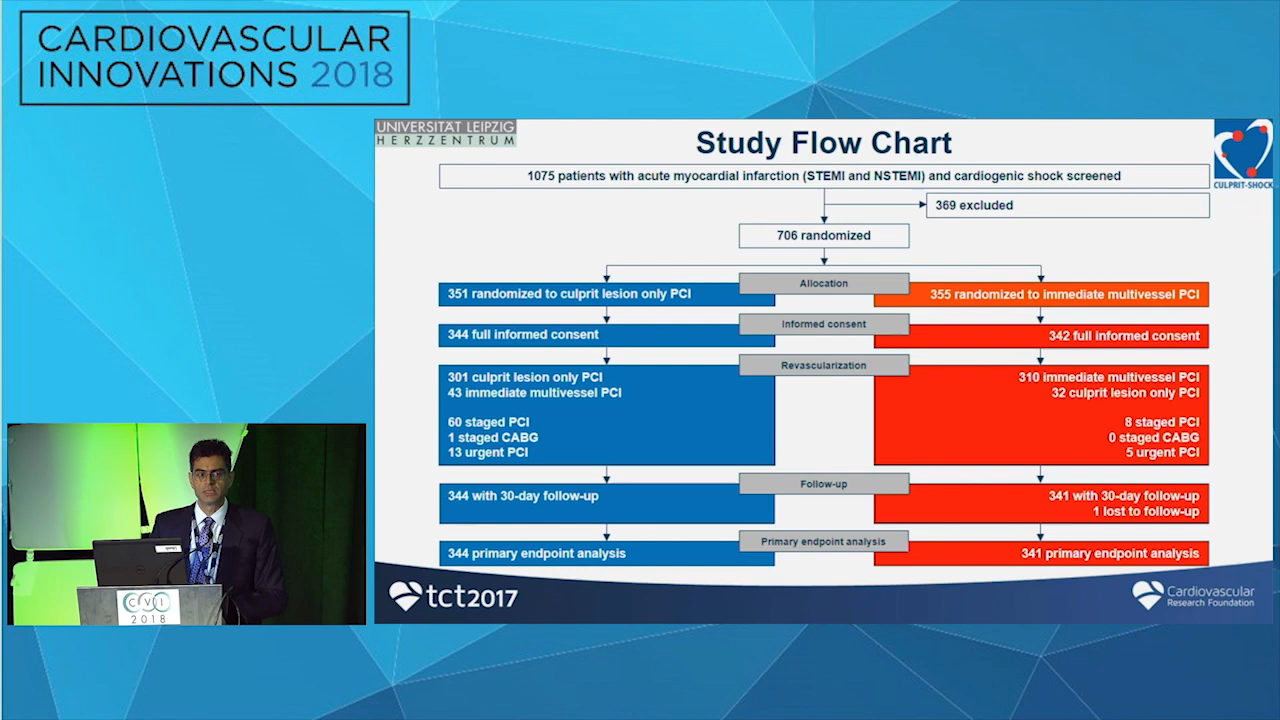 CARDIOVASCULAR
INNOVATIONS 2018
UNIVERSITÄT LEIPZIG
HERZZENTRUM
Study Flow Chart
CULPRIT-SHOCK
1075 patients with acute myocardial infarction (STEMI and NSTEMI) and cardiogenic shock screened
369 excluded
706 randomized
Allocation
351 randomized to culprit lesion only PCI
355 randomized to immediate multivessel PCI
Informed consent
344 full informed consent
342 full informed consent
Revascularization
301 culprit lesion only PCI
43 immediate multivessel PCI
60 staged PCI
1 staged CABG
13 urgent PCI
310 immediate multivessel PCI
32 culprit lesion only PCI
8 staged PCI
0 staged CABG
5 urgent PCI
Follow-up
344 with 30-day follow-up
341 with 30-day follow-up
1 lost to follow-up
Primary endpoint analysis
344 primary endpoint analysis
341 primary endpoint analysis
tct2017
Cardiovascular
Research Foundation
CVI
2018